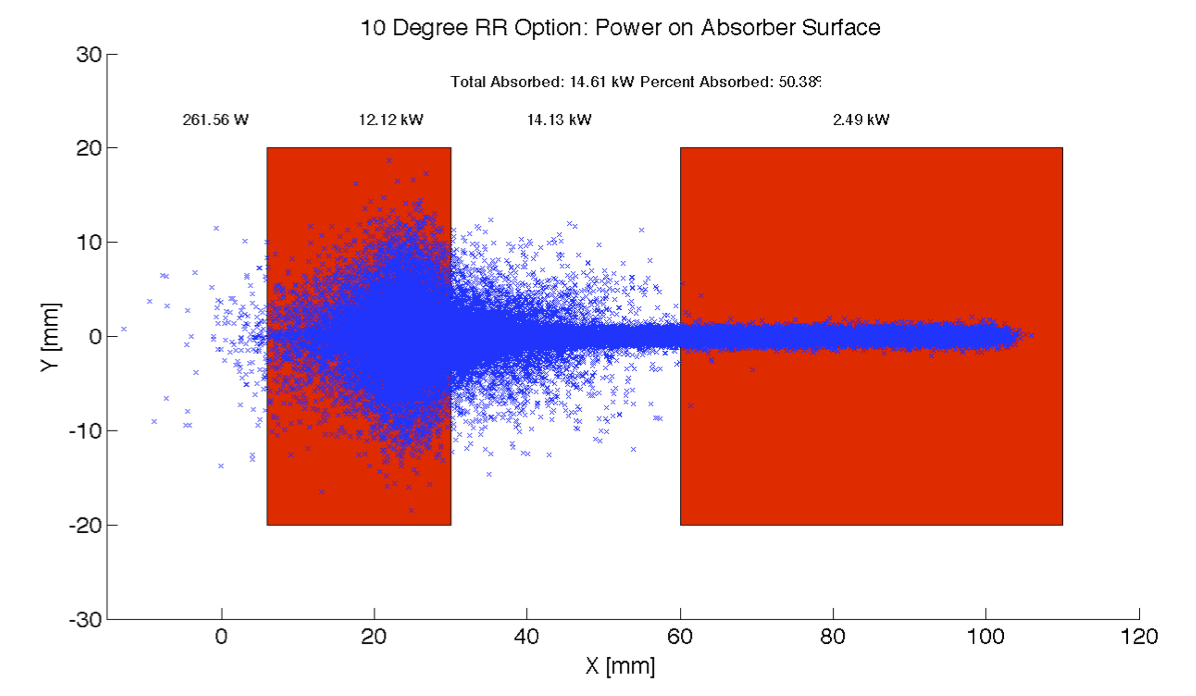 10 Degree RR Option: Power on Absorber Surface
Total Absorbed: 14.61 kW Percent Absorbed: 50.38%
261.56 W 12.12 kW 14.13 kW 2.49 kW
30
20
10
0
-10
-20
-30
Y [mm]
0 20 40 60 80 100 120
X [mm]